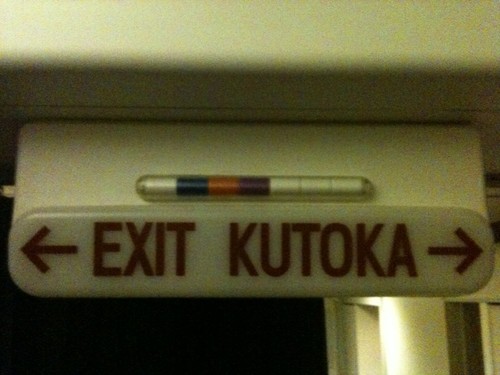 ← EXIT KUTOKA →